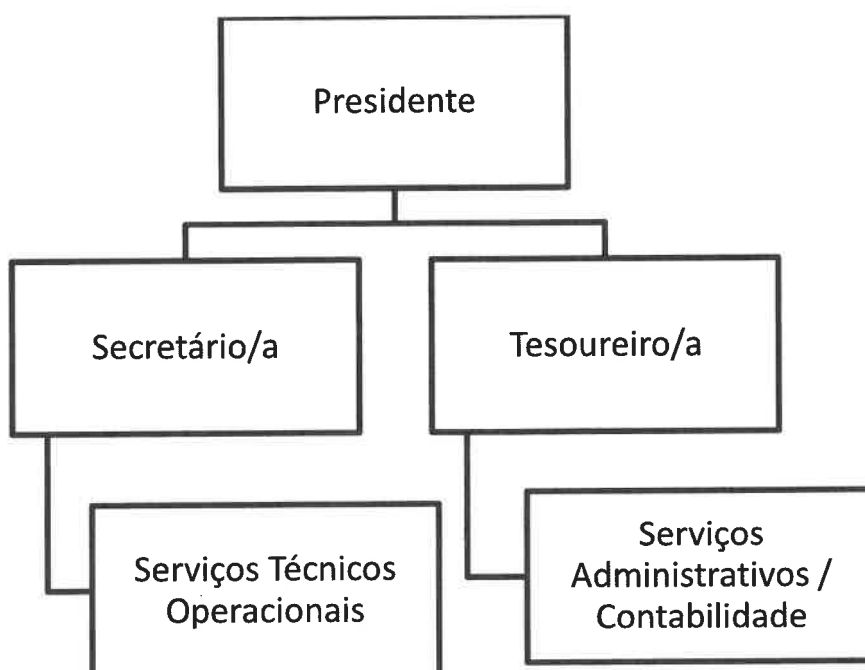 Presidente
Secretário/a
Tesoureiro/a
Serviços Técnicos
Operacionais
Serviços
Administrativos /
Contabilidade